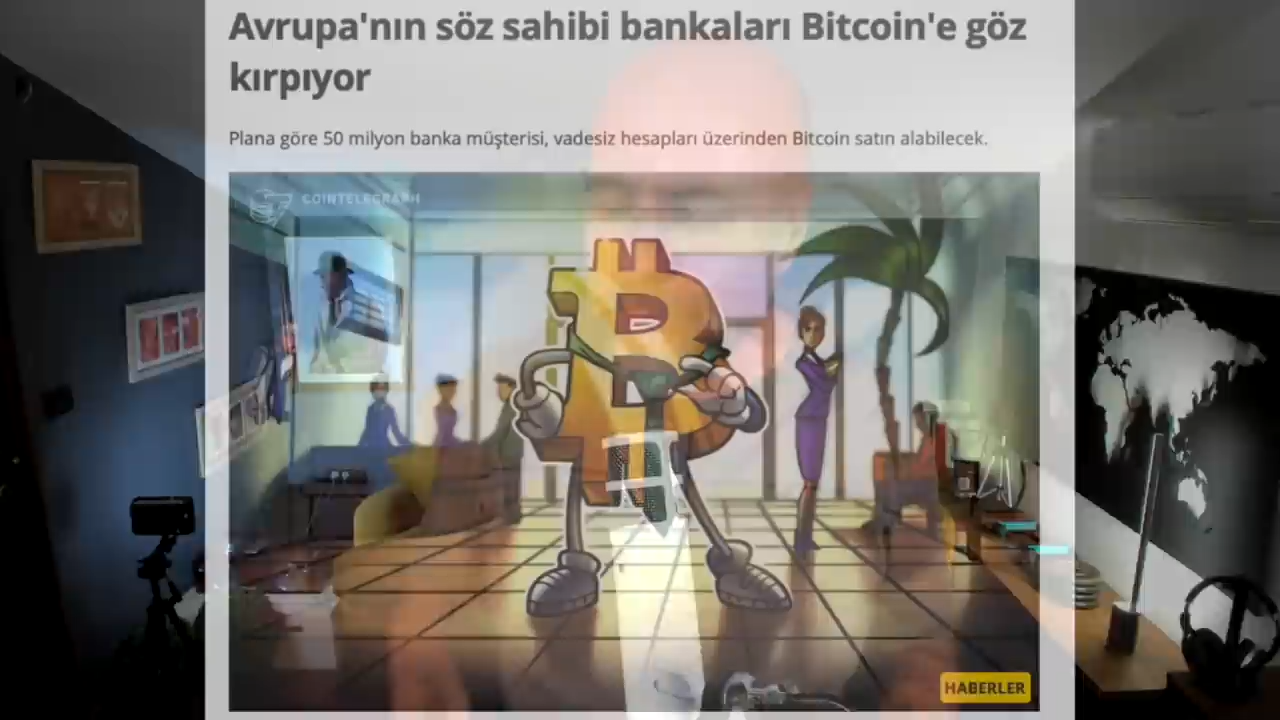 Avrupa'nın söz sahibi bankaları Bitcoin'e göz
kırpıyor
Plana göre 50 milyon banka müşterisi, vadesiz hesapları üzerinden Bitcoin satın alabilecek.
COINTELEGRAPH
HABERLER